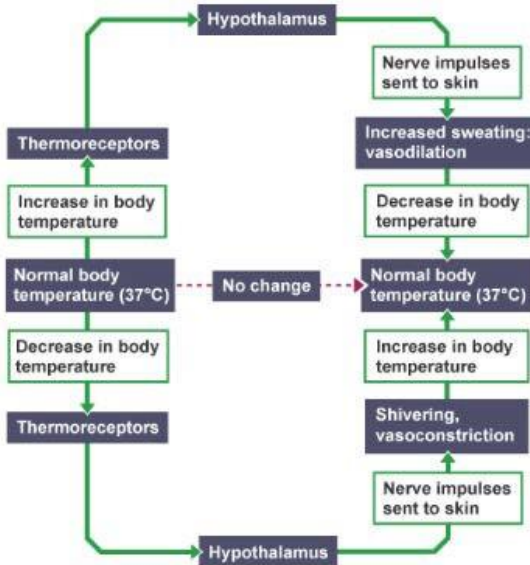 Hypothalamus
Nerve impulses
sent to skin
Thermoreceptors
Increased sweating:
vasodilation
Increase in body
temperature
Decrease in body
temperature
Normal body
temperature (37°C)
No change
Normal body
temperature (37°C)
Decrease in body
temperature
Increase in body
temperature
Thermoreceptors
Shivering,
vasoconstriction
Nerve impulses
sent to skin
Hypothalamus